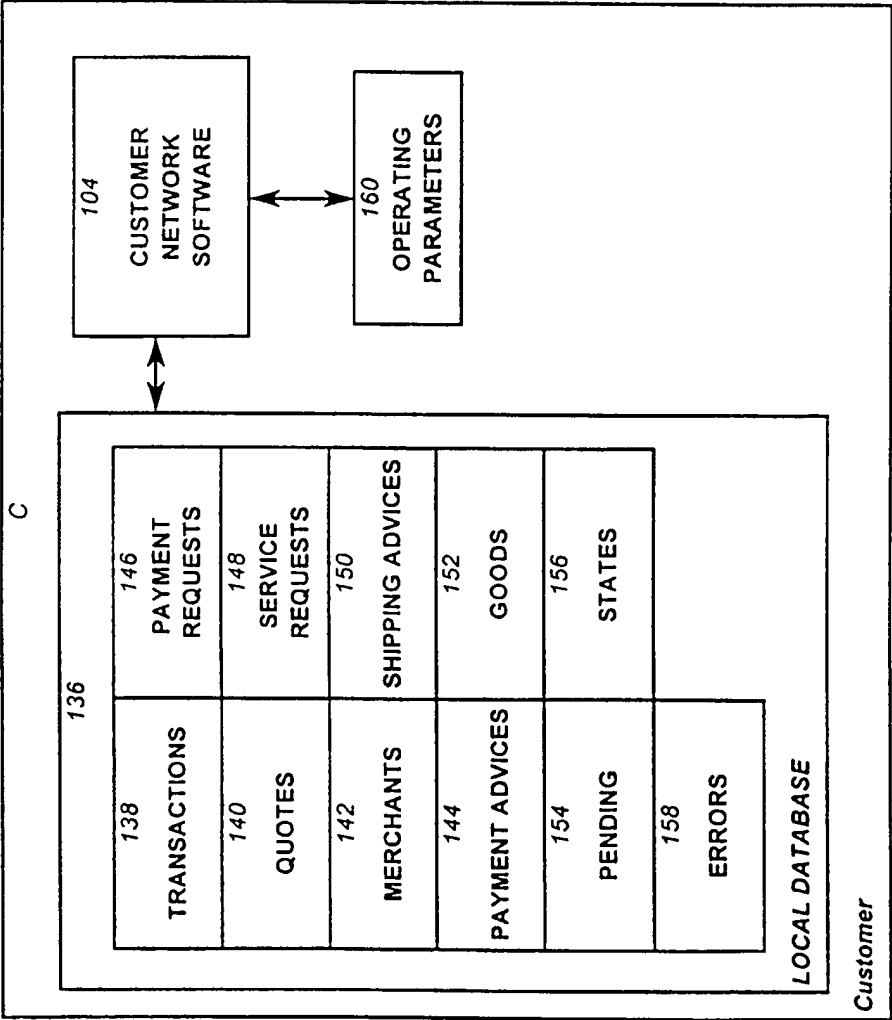 C
136
138
TRANSACTIONS
146
PAYMENT
REQUESTS
140
QUOTES
148
SERVICE
REQUESTS
142
MERCHANTS
150
SHIPPING ADVICES
144
PAYMENT ADVICES
152
GOODS
154
PENDING
156
STATES
158
ERRORS
LOCAL DATABASE
104
CUSTOMER
NETWORK
SOFTWARE
160
OPERATING
PARAMETERS
Customer